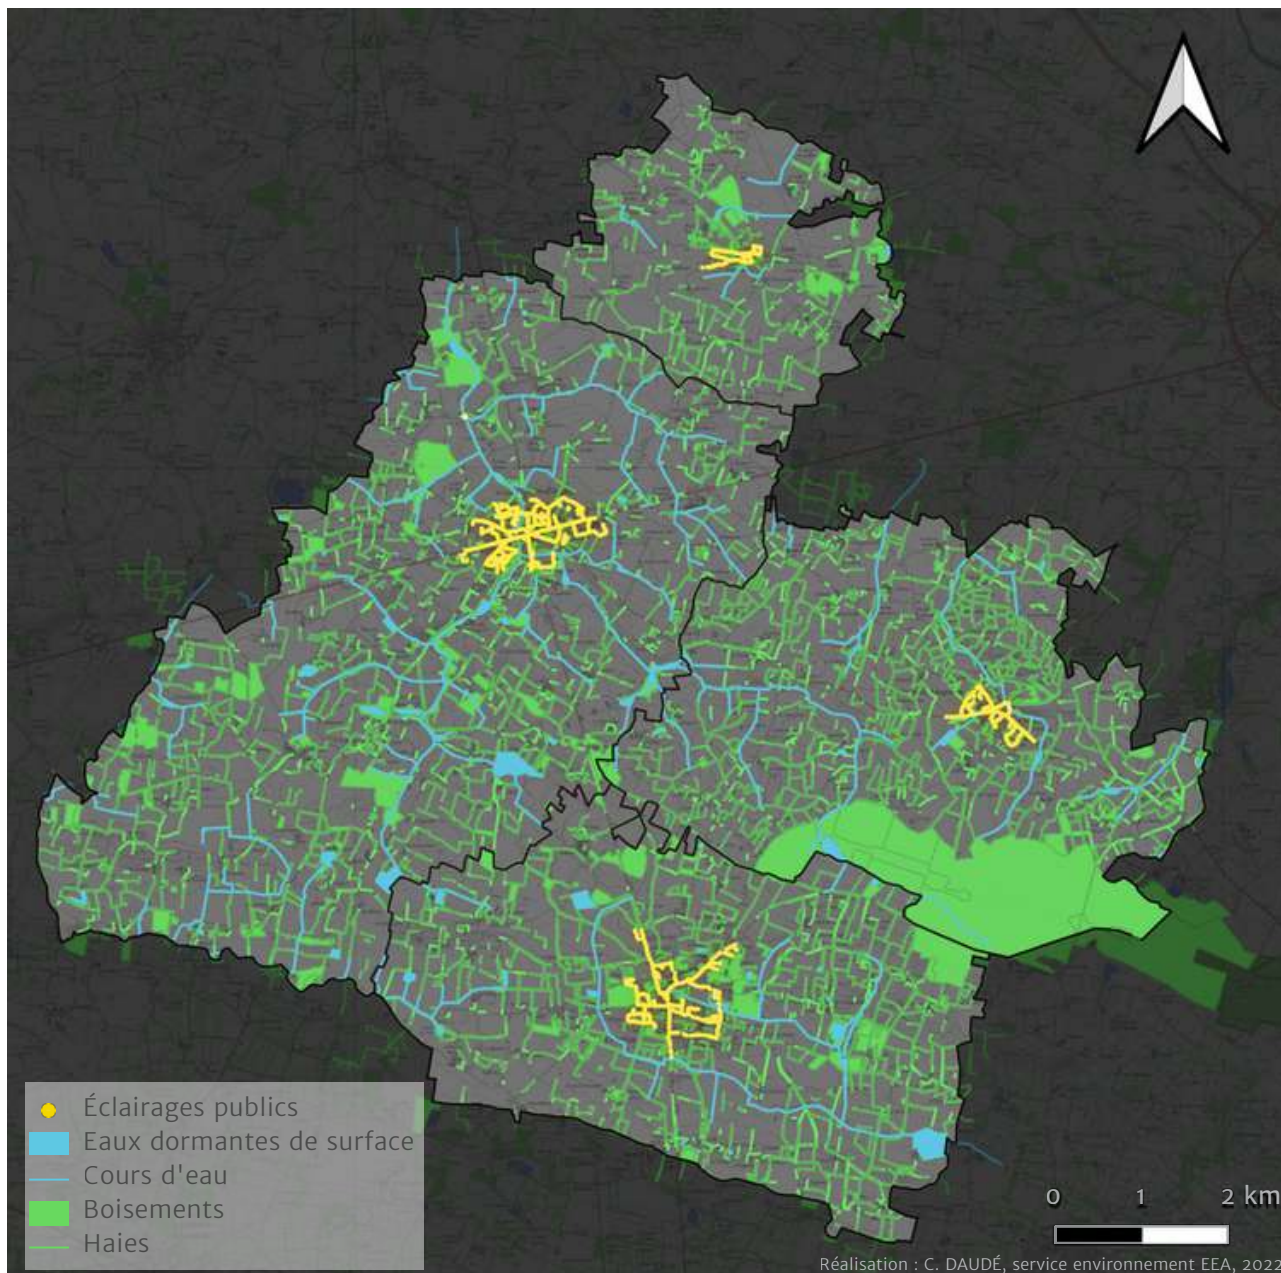 Éclairages publics
Eaux dormantes de surface
Cours d'eau
Boisements
Haies
0 1 2 km
Réalisation : C. DAUDÉ, service environnement EEA, 2022